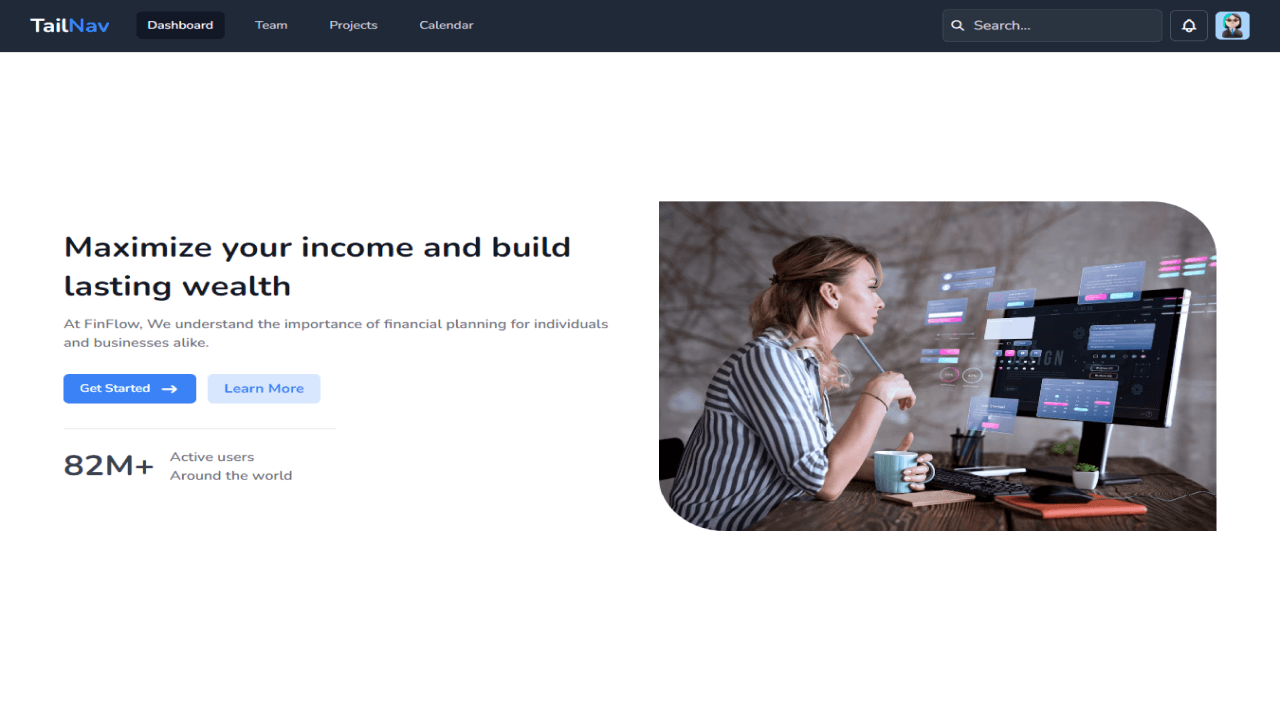 TailNav
Dashboard
Team
Projects
Calendar
Search...
Maximize your income and build
lasting wealth
At FinFlow, We understand the importance of financial planning for individuals
and businesses alike.
Get Started
Learn More
82M+
Active users
Around the world